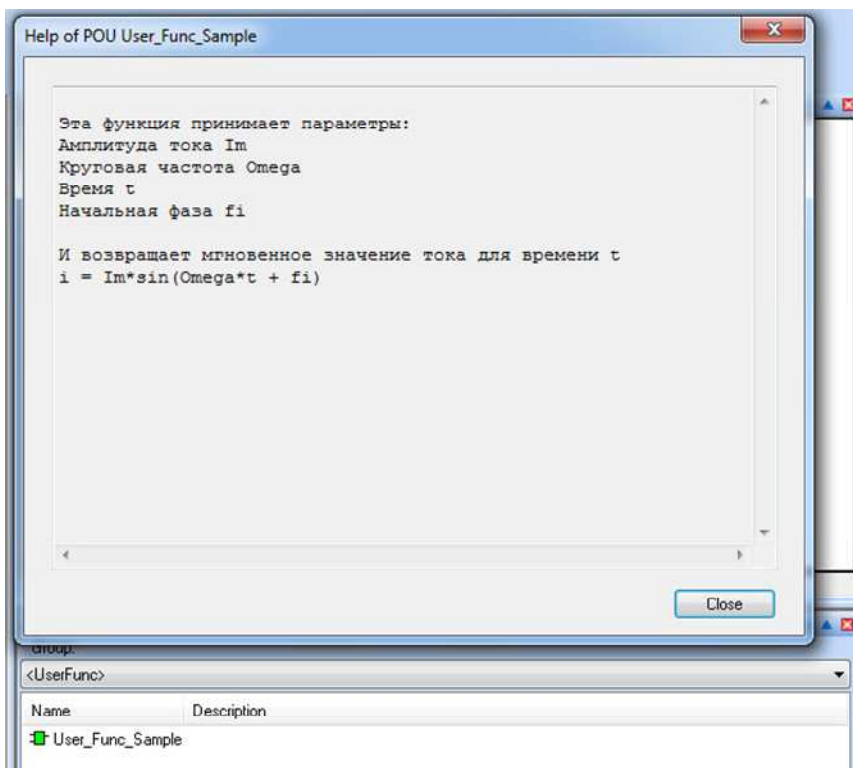 Help of POU User_Func_Sample
Эта функция принимает параметры:
Амплитуда тока Im
Круговая частота Omega
Время t
Начальная фаза fi
И возвращает мгновенное значение тока для времени t
i = Im*sin(Omega*t + fi)
Close
Group:
<UserFunc>
Name Description
User_Func_Sample